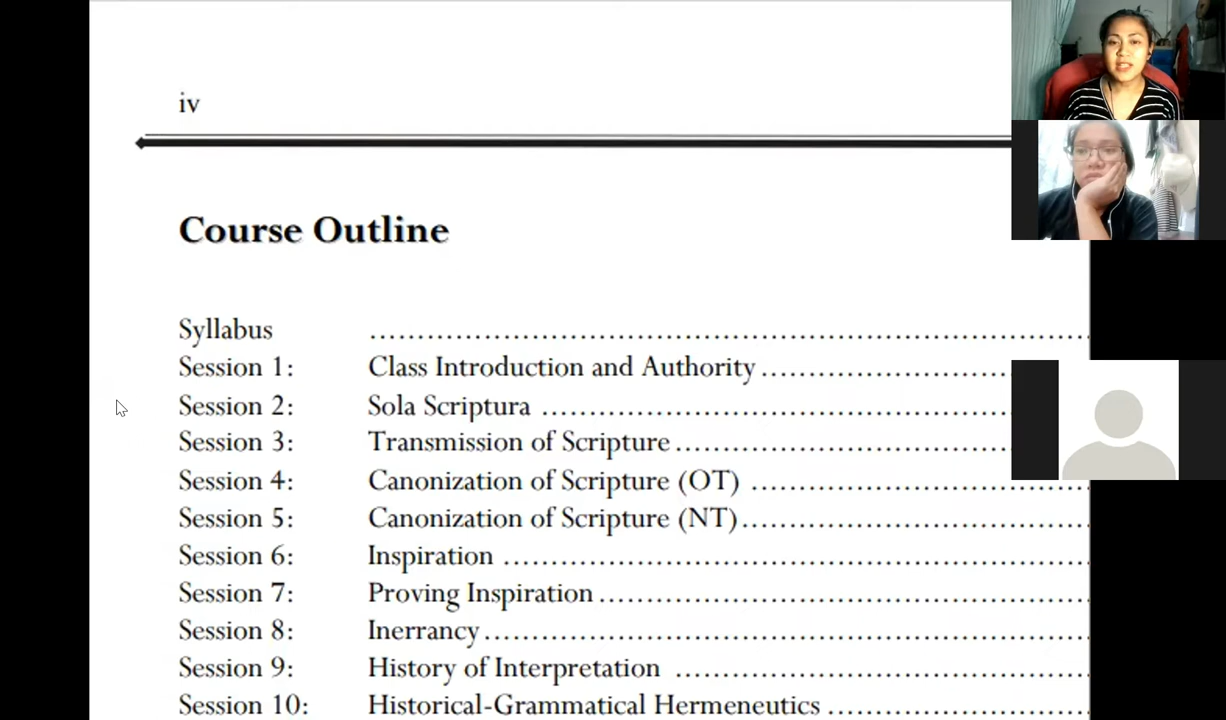 iv
Course Outline
Syllabus ........................................................................
Session 1: Class Introduction and Authority.........................
Session 2: Sola Scriptura ...............................................
Session 3: Transmission of Scripture..................................
Session 4: Canonization of Scripture (OT) ..................................
Session 5: Canonization of Scripture (NT)...................................
Session 6: Inspiration ...........................................................
Session 7: Proving Inspiration.................................................
Session 8: Inerrancy.............................................................
Session 9: History of Interpretation ..........................................
Session 10: Historical-Grammatical Hermeneutics..........................